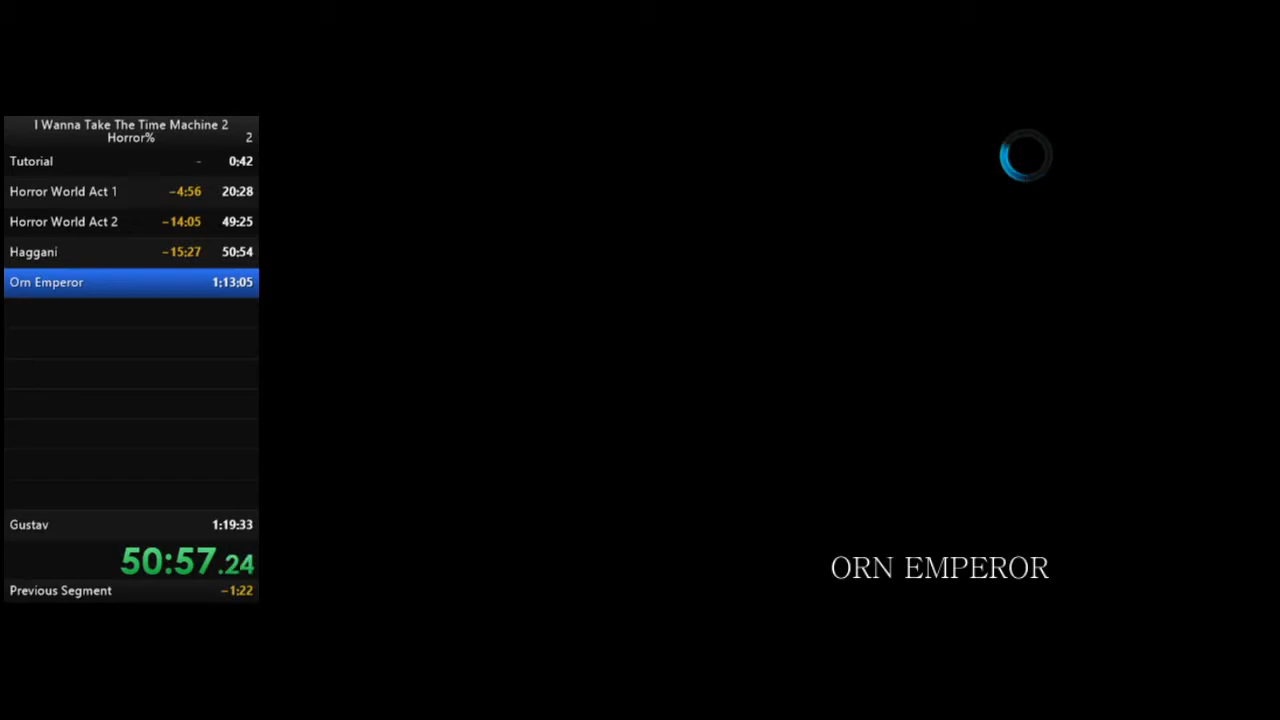 I Wanna Take The Time Machine 2
Horror% 2
Tutorial - 0:42
Horror World Act 1 -4:56 20:28
Horror World Act 2 -14:05 49:25
Haggani -15:27 50:54
Orn Emperor 1:13:05
Gustav 1:19:33
50:57.24
Previous Segment -1:22
ORN EMPEROR